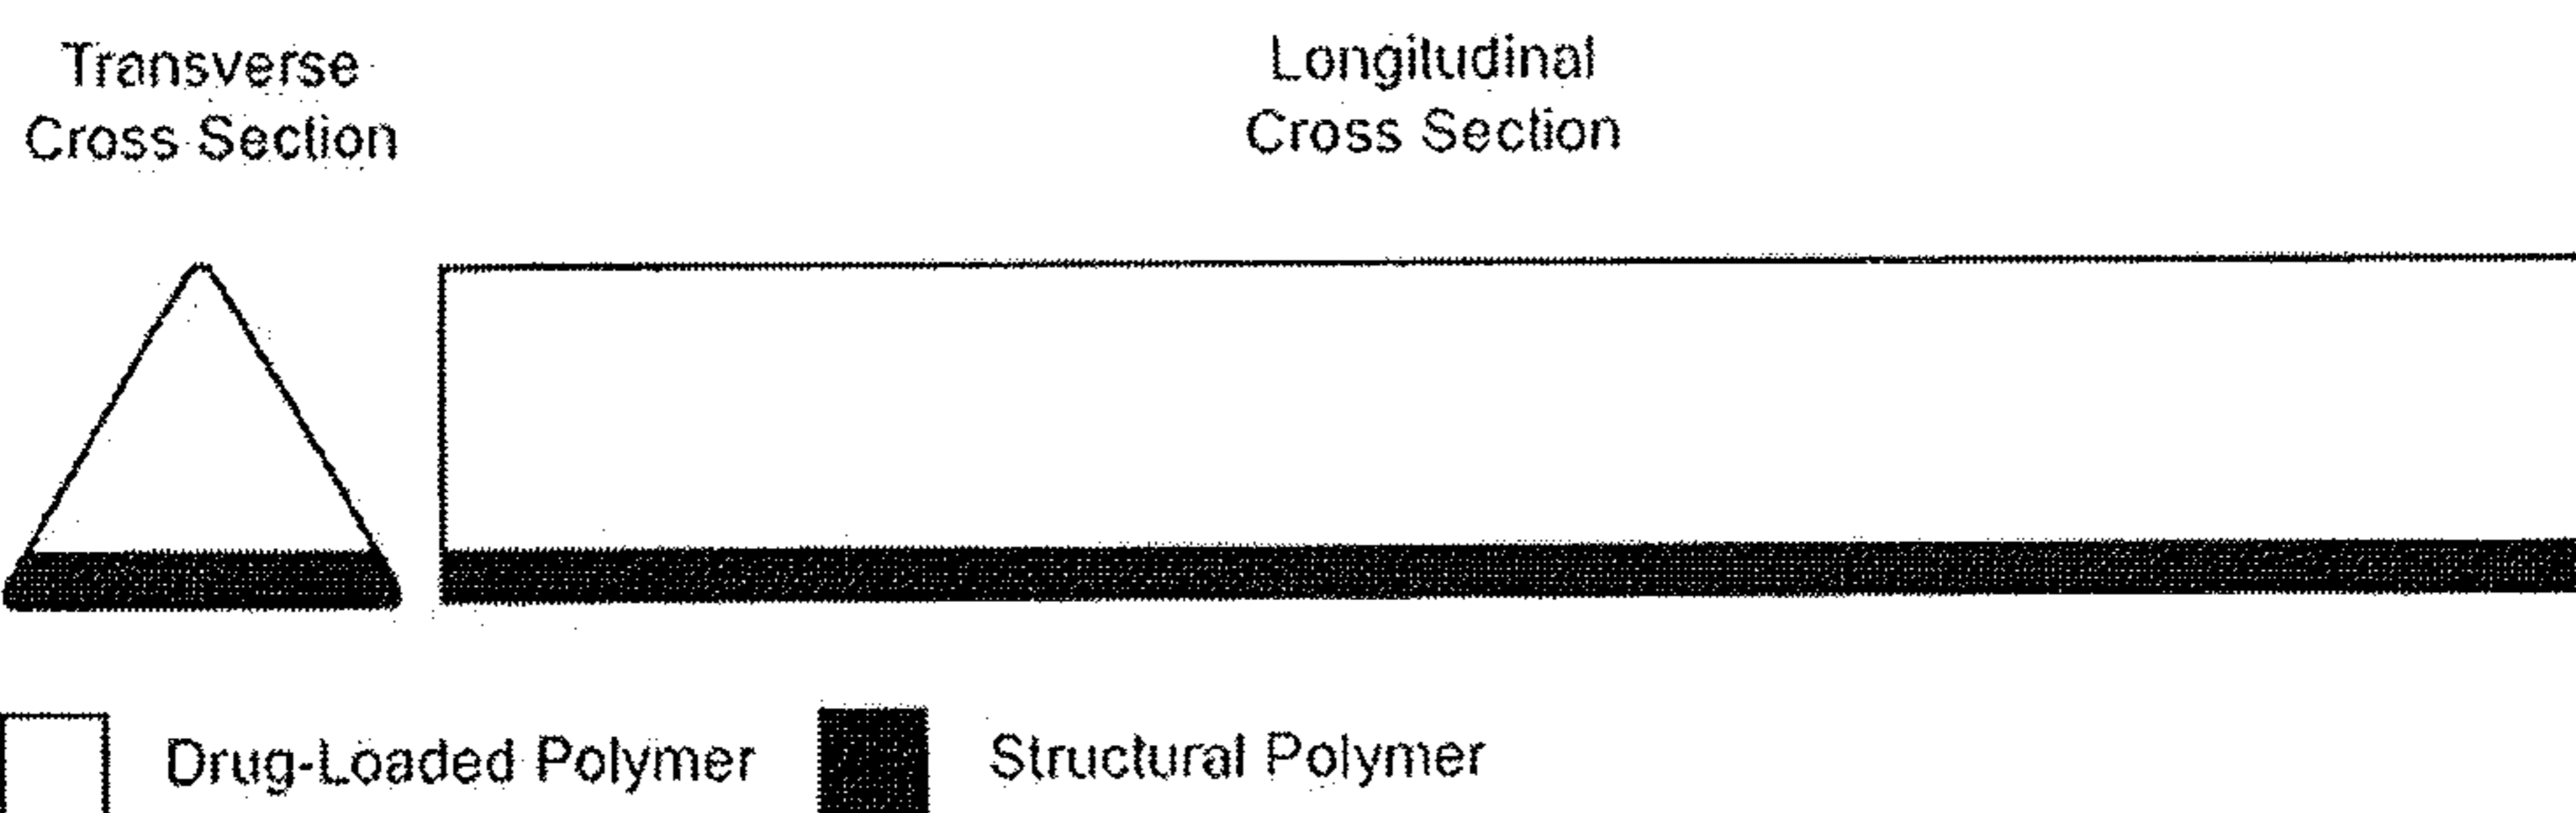 Transverse
Cross Section
Longitudinal
Cross Section
Drug-Loaded Polymer
Structural Polymer